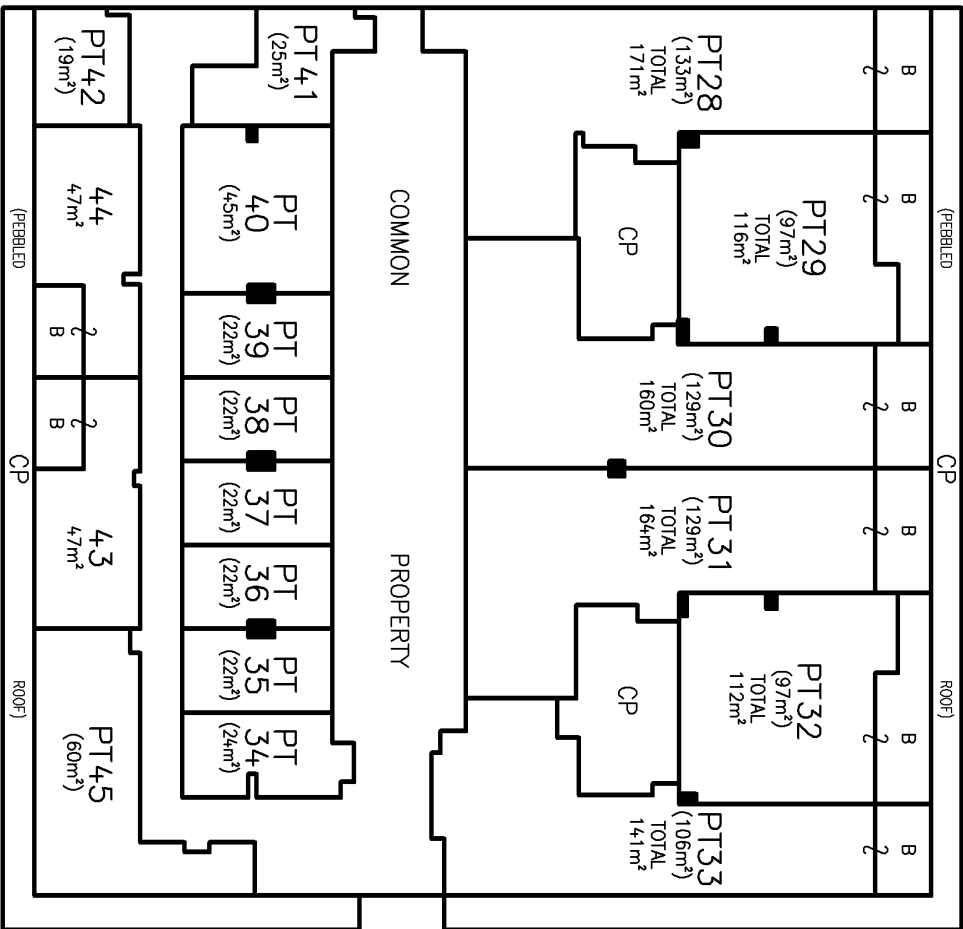 (PEBBLED
CP
ROOF)
B
B
B
B
B
B
PT28
(133m²)
TOTAL
171m²
PT29
(97m²)
TOTAL
116m²
PT30
(129m²)
TOTAL
160m²
PT31
(129m²)
TOTAL
164m²
PT32
(97m²)
TOTAL
112m²
PT33
(106m²)
TOTAL
141m²
CP
CP
COMMON
PROPERTY
PT41
(25m²)
PT
40
(45m²)
PT
39
(22m²)
PT
38
(22m²)
PT
37
(22m²)
PT
36
(22m²)
PT
35
(22m²)
PT
34
(24m²)
PT42
(19m²)
44
47m²
B
B
43
47m²
PT45
(60m²)
(PEBBLED
CP
ROOF)